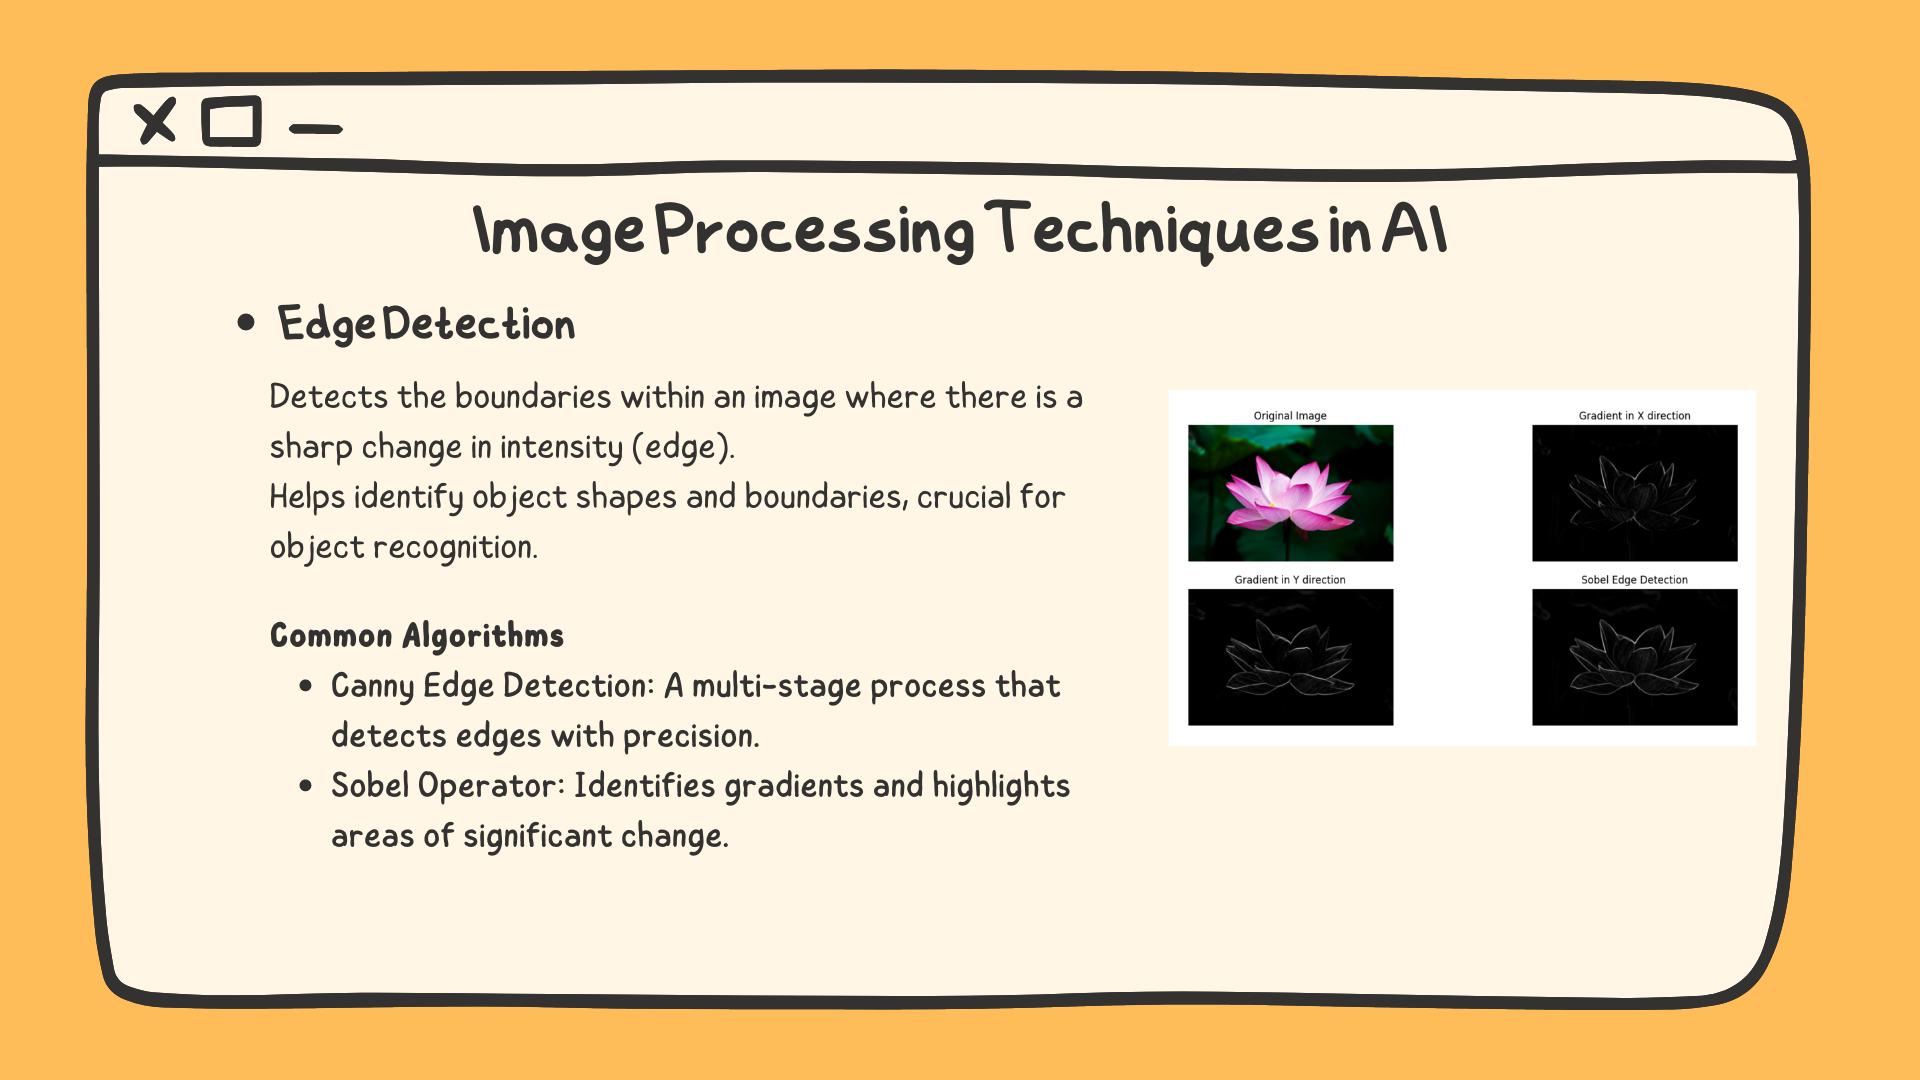 Image Processing Techniques in AI
• Edge Detection
Detects the boundaries within an image where there is a
sharp change in intensity (edge).
Helps identify object shapes and boundaries, crucial for
object recognition.
Common Algorithms
• Canny Edge Detection: A multi-stage process that
detects edges with precision.
• Sobel Operator: Identifies gradients and highlights
areas of significant change.
Original Image
Gradient in X direction
Gradient in Y direction
Sobel Edge Detection